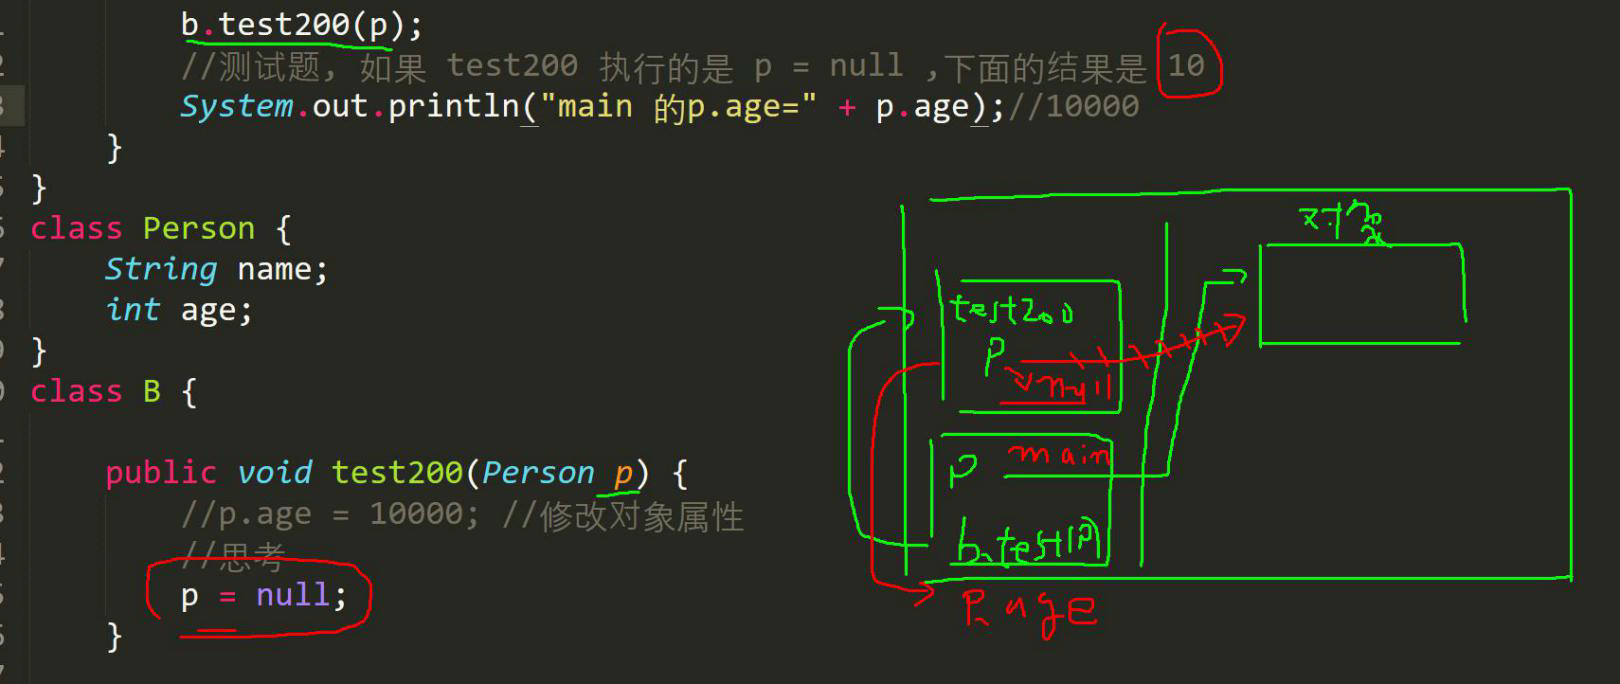 b.test200(p);
//测试题, 如果 test200 执行的是 p = null ,下面的结果是 10
System.out.println("main 的p.age=" + p.age);//10000
}
}
class Person {
String name;
int age;
}
class B {
public void test200(Person p) {
//p.age = 10000; //修改对象属性
//思考
p = null;
}
对象
test200
p
null
p main
b.test(p)
p.age